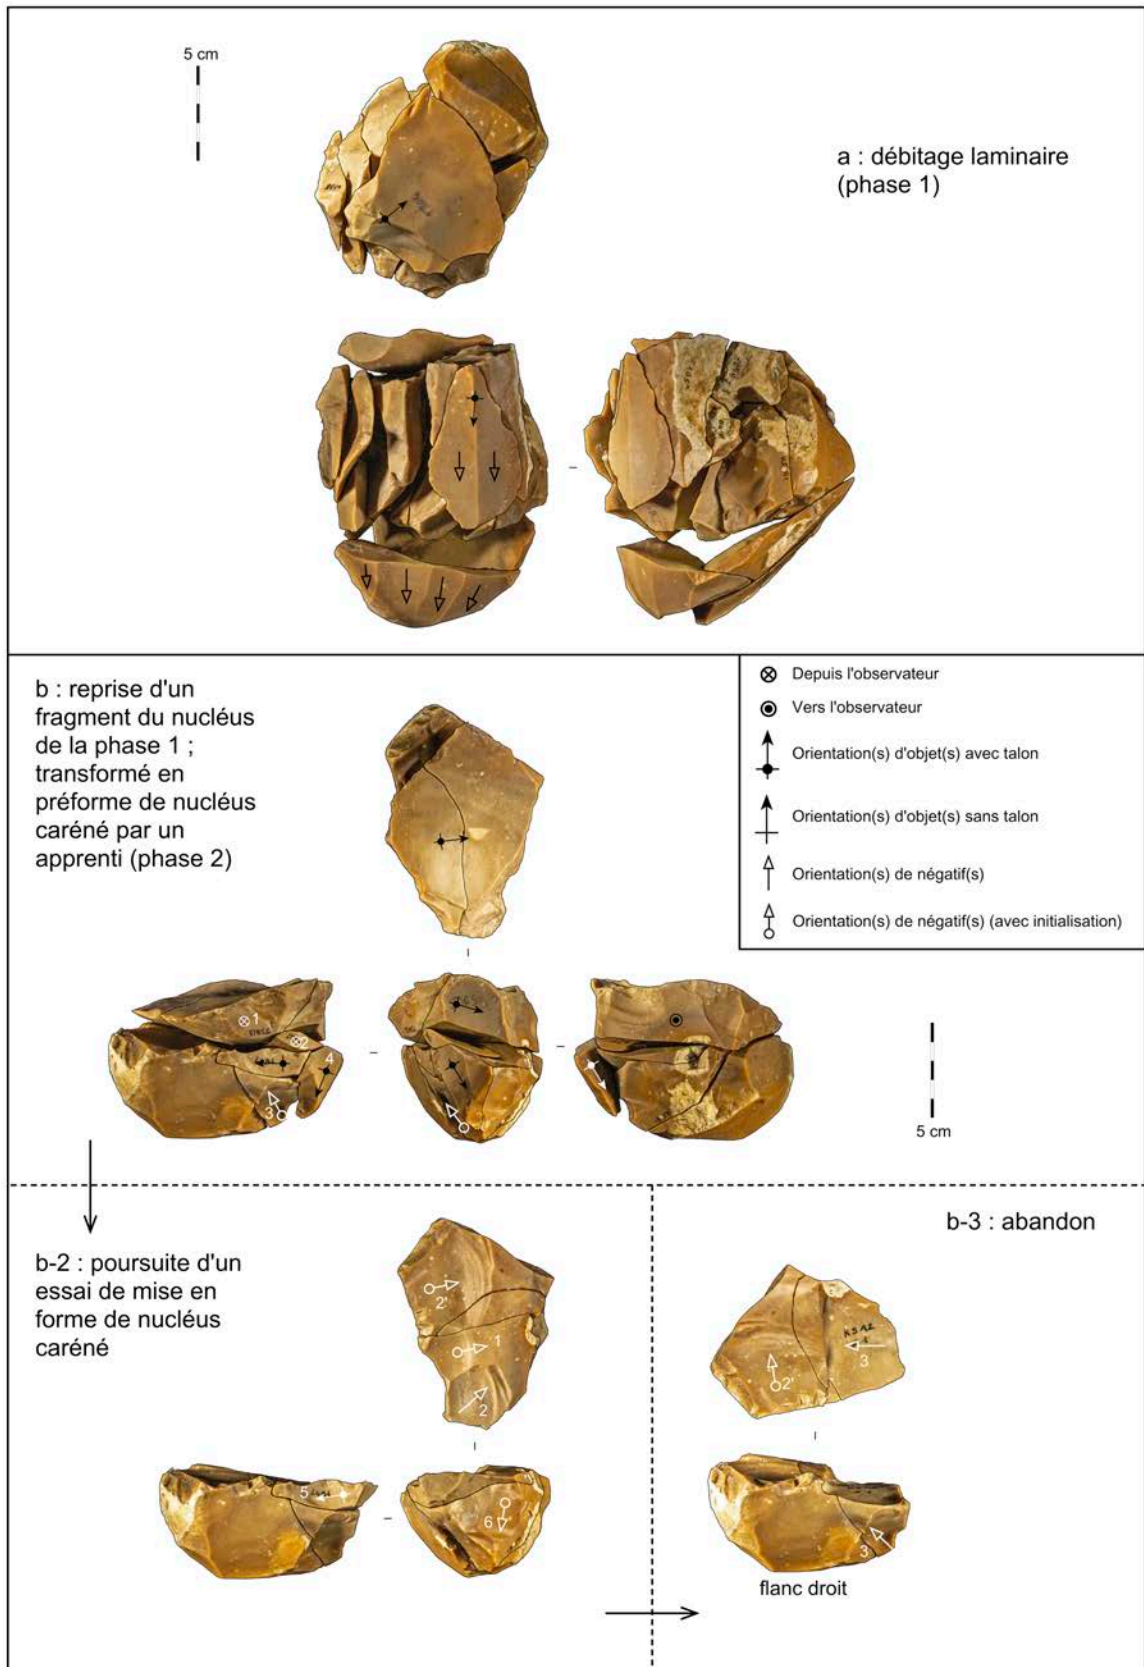 5 cm
a : débitage laminaire
(phase 1)
b : reprise d'un
fragment du nucléus
de la phase 1 ;
transformé en
préforme de nucléus
caréné par un
apprenti (phase 2)
Depuis l'observateur
Vers l'observateur
Orientation(s) d'objet(s) avec talon
Orientation(s) d'objet(s) sans talon
Orientation(s) de négatif(s)
Orientation(s) de négatif(s) (avec initialisation)
1
4
3
5 cm
b-2 : poursuite d'un
essai de mise en
forme de nucléus
caréné
2'
1
2
5
6
b-3 : abandon
K912
3
2'
3
flanc droit